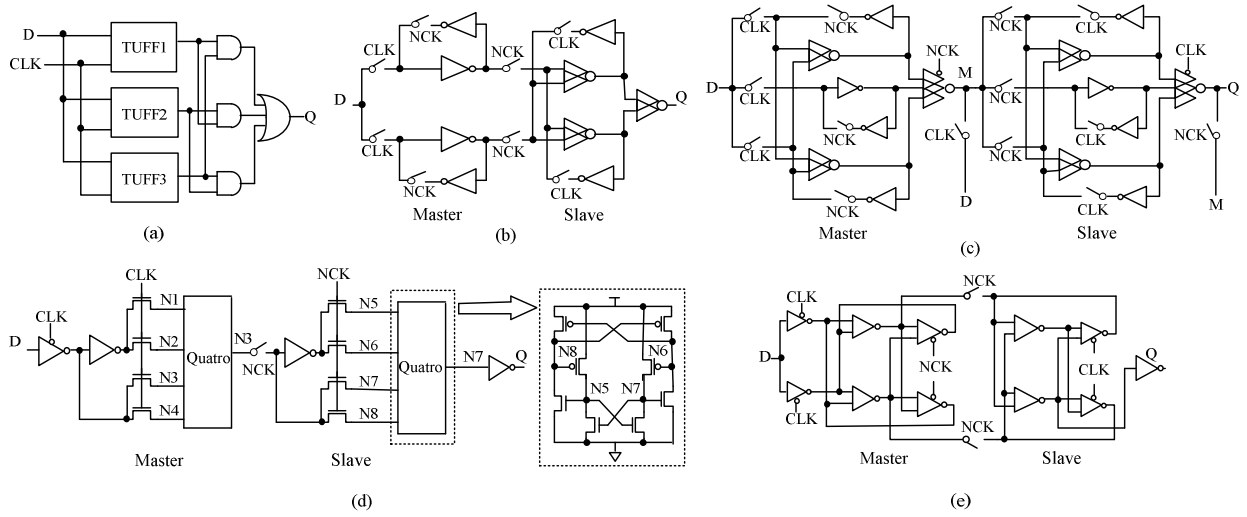 D
CLK
TUFF1
TUFF2
TUFF3
Q
(a)
D
CLK
CLK
NCK
NCK
NCK
NCK
CLK
CLK
Q
Master
Slave
(b)
D
CLK
CLK
CLK
NCK
NCK
NCK
NCK
M
CLK
D
NCK
NCK
NCK
CLK
CLK
CLK
CLK
Q
NCK
M
Master
Slave
(c)
D
CLK
CLK
N1
N2
N3
N4
Quatro
N3
NCK
NCK
N5
N6
N7
N8
Quatro
N7
Q
N8
N6
N5
N7
Master
Slave
(d)
D
CLK
CLK
NCK
NCK
NCK
CLK
Q
Master
Slave
(e)